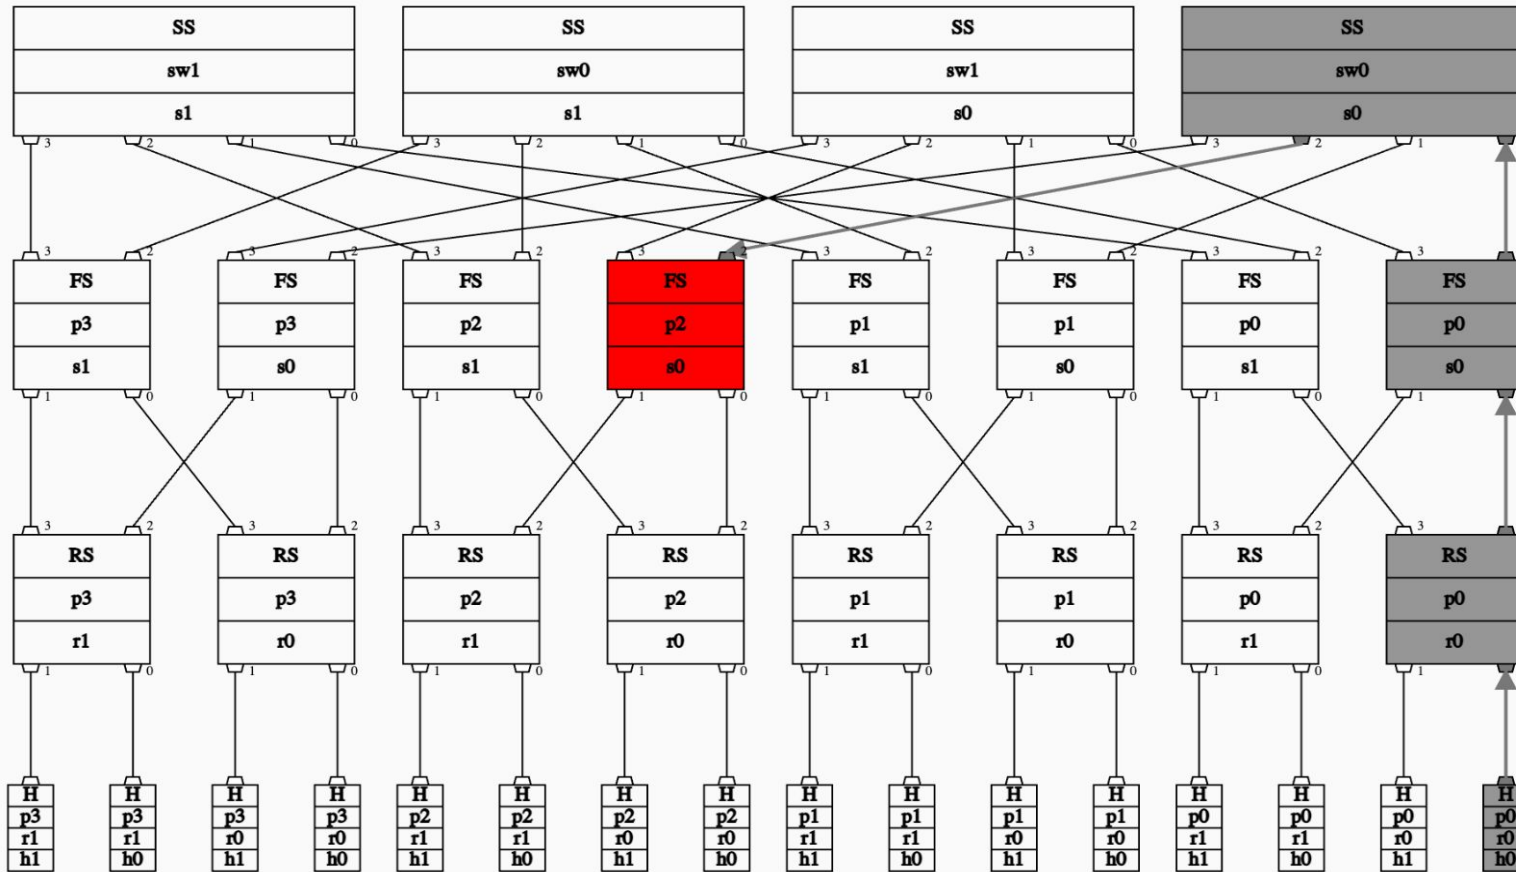 SS SS SS SS
sw1 sw0 sw1 sw0
s1 s1 s0 s0
3 2 1 0 3 2 1 0 3 2 1 0 3 2 1
3 2 3 2 3 2 3 2 3 2 3 2 3 2 3
FS FS FS FS FS FS FS FS
p3 p3 p2 p2 p1 p1 p0 p0
s1 s0 s1 s0 s1 s0 s1 s0
1 0 1 0 1 0 1 0 1 0 1 0 1 0 1
3 2 3 2 3 2 3 2 3 2 3 2 3 2 3
RS RS RS RS RS RS RS RS
p3 p3 p2 p2 p1 p1 p0 p0
r1 r0 r1 r0 r1 r0 r1 r0
1 0 1 0 1 0 1 0 1 0 1 0 1 0 1
H H H H H H H H H H H H H H H H
p3 p3 p3 p3 p2 p2 p2 p2 p1 p1 p1 p1 p0 p0 p0 p0
r1 r1 r0 r0 r1 r1 r0 r0 r1 r1 r0 r0 r1 r1 r0 r0
h1 h0 h1 h0 h1 h0 h1 h0 h1 h0 h1 h0 h1 h0 h1 h0